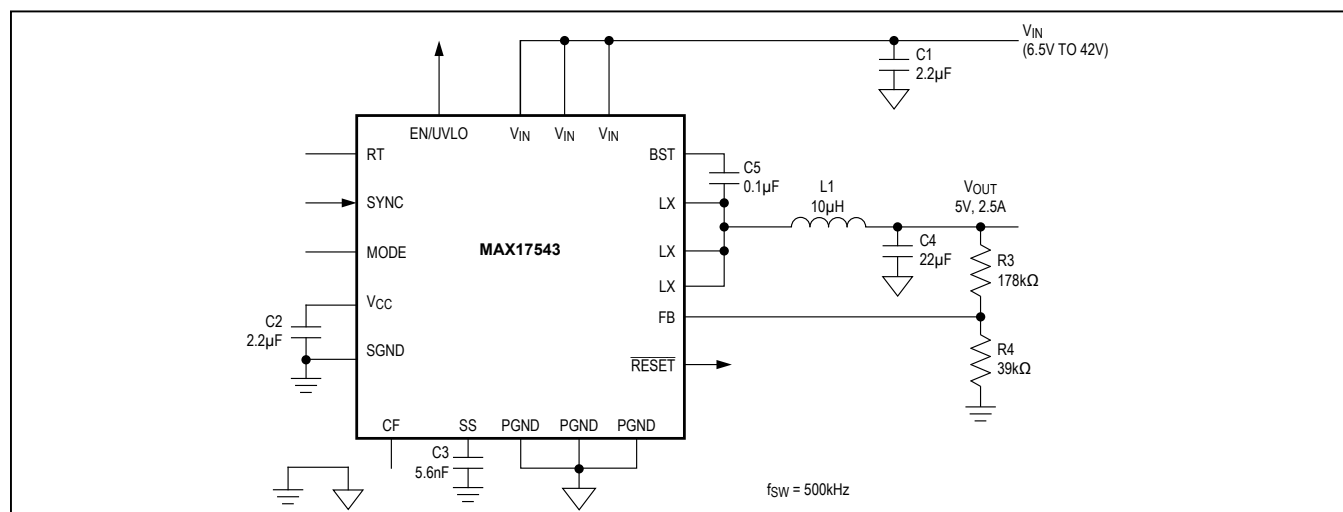 VIN
(6.5V TO 42V)
C1
2.2µF
EN/UVLO
VIN
VIN
VIN
RT
BST
C5
0.1µF
SYNC
LX
L1
10µH
VOUT
5V, 2.5A
MAX17543
MODE
LX
C4
22µF
R3
178kΩ
LX
VCC
FB
C2
2.2µF
SGND
RESET
R4
39kΩ
CF
SS
PGND
PGND
PGND
C3
5.6nF
fSW = 500kHz